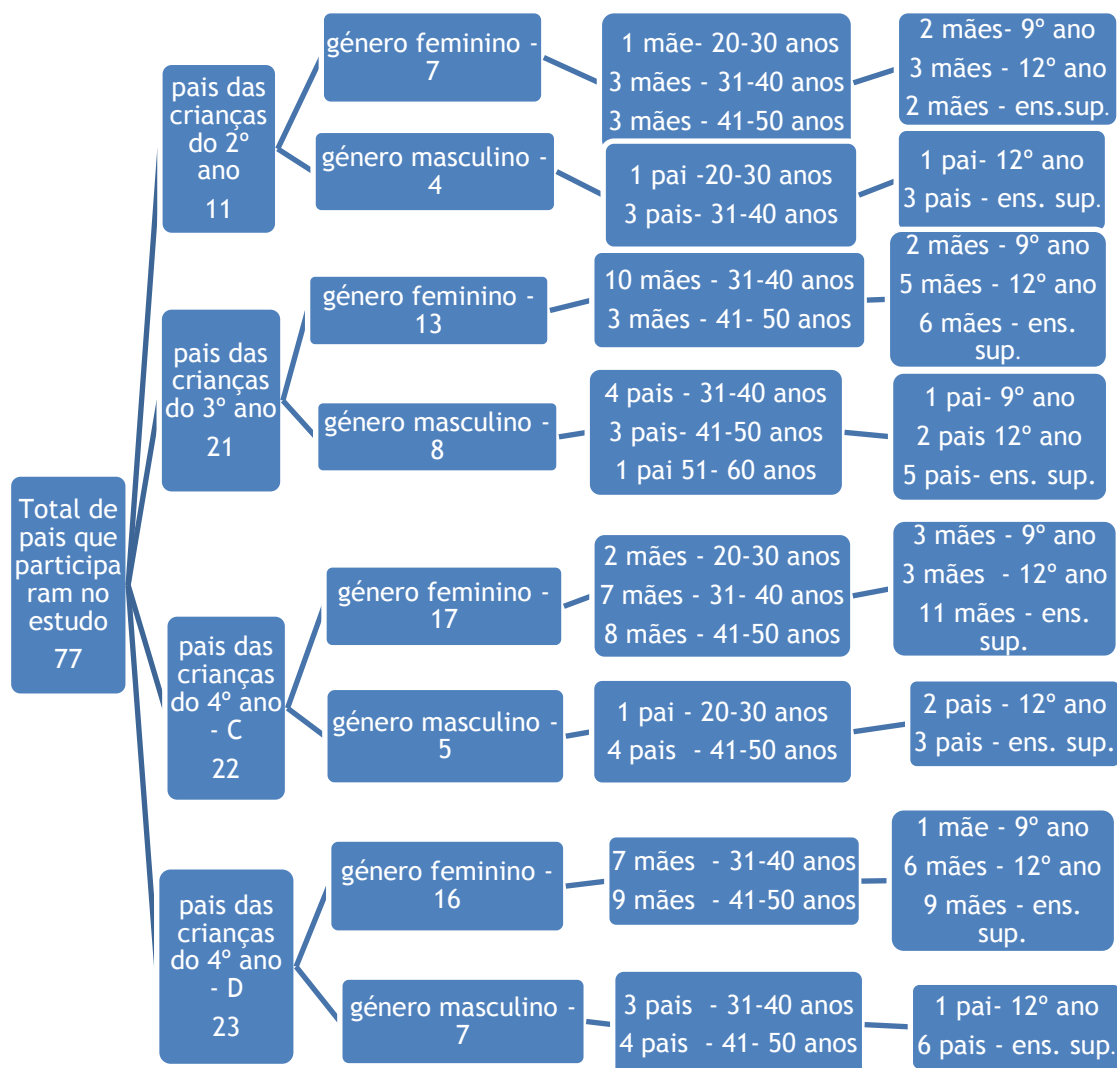 Total de
pais que
participa
ram no
estudo
77
pais das
crianças
do 2º
ano
11
género feminino -
7
1 mãe- 20-30 anos
3 mães - 31-40 anos
3 mães - 41-50 anos
2 mães- 9º ano
3 mães - 12º ano
2 mães - ens.sup.
género masculino -
4
1 pai -20-30 anos
3 pais- 31-40 anos
1 pai- 12º ano
3 pais - ens. sup.
pais das
crianças
do 3º ano
21
género feminino -
13
10 mães - 31-40 anos
3 mães - 41- 50 anos
2 mães - 9º ano
5 mães - 12º ano
6 mães - ens.
sup.
género masculino -
8
4 pais - 31-40 anos
3 pais- 41-50 anos
1 pai 51- 60 anos
1 pai- 9º ano
2 pais 12º ano
5 pais- ens. sup.
pais das
crianças
do 4º ano
- C
22
género feminino -
17
2 mães - 20-30 anos
7 mães - 31- 40 anos
8 mães - 41-50 anos
3 mães - 9º ano
3 mães  - 12º ano
11 mães - ens.
sup.
género masculino -
5
1 pai - 20-30 anos
4 pais  - 41-50 anos
2 pais - 12º ano
3 pais - ens. sup.
pais das
crianças
do 4º ano
- D
23
género feminino -
16
7 mães  - 31-40 anos
9 mães  - 41-50 anos
1 mãe - 9º ano
6 mães - 12º ano
9 mães - ens.
sup.
género masculino -
7
3 pais  - 31-40 anos
4 pais  - 41- 50 anos
1 pai- 12º ano
6 pais - ens. sup.